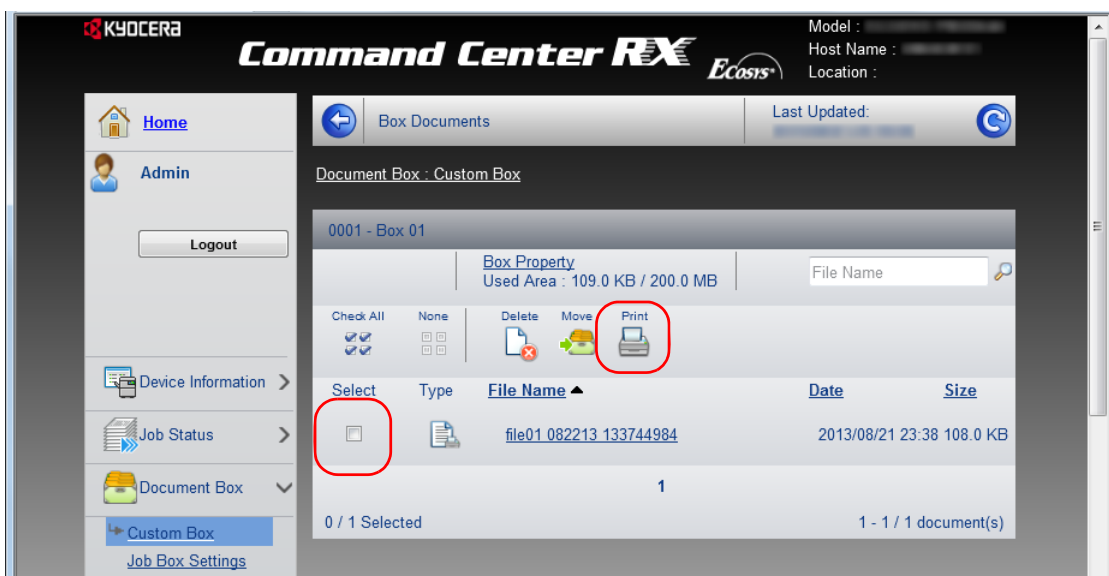 KYOCERA
Command Center RX Ecosys
Model :
Host Name :
Location :
Home
Box Documents
Last Updated:
Admin
Document Box : Custom Box
Logout
0001 - Box 01
Box Property
Used Area : 109.0 KB / 200.0 MB
File Name
Check All None Delete Move Print
Select Type File Name Date Size
file01 082213 133744984 2013/08/21 23:38 108.0 KB
1
0 / 1 Selected 1 - 1 / 1 document(s)
Device Information
Job Status
Document Box
Custom Box
Job Box Settings